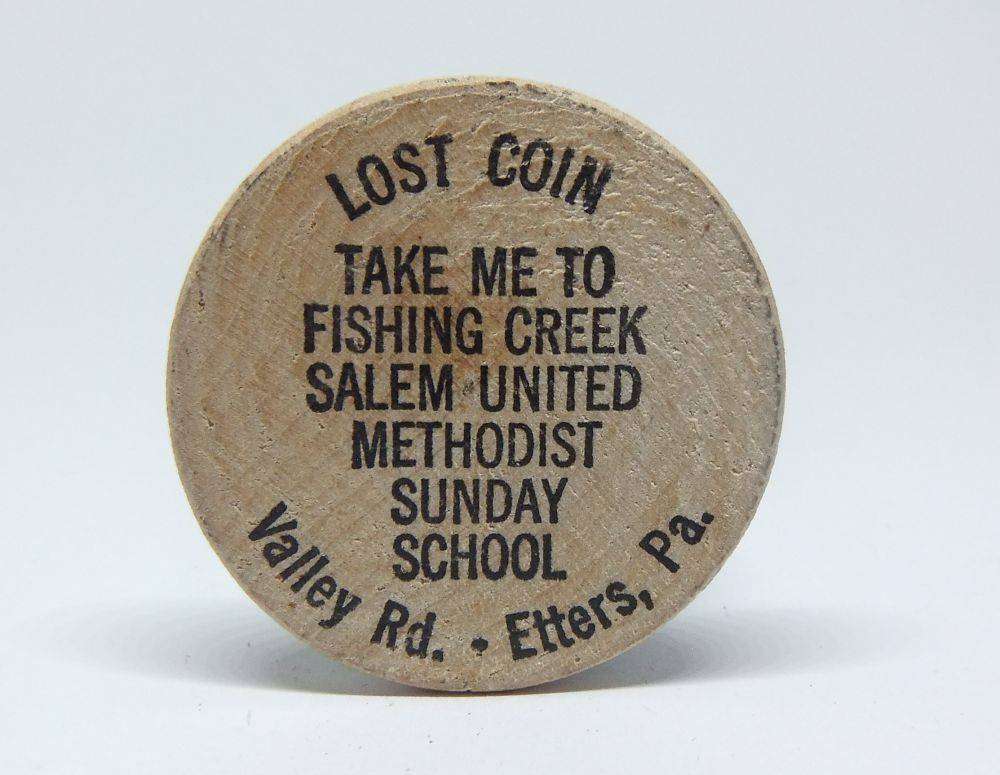 LOST COIN
TAKE ME TO
FISHING CREEK
SALEM UNITED
METHODIST
SUNDAY
SCHOOL
Valley Rd. • Etters, Pa.